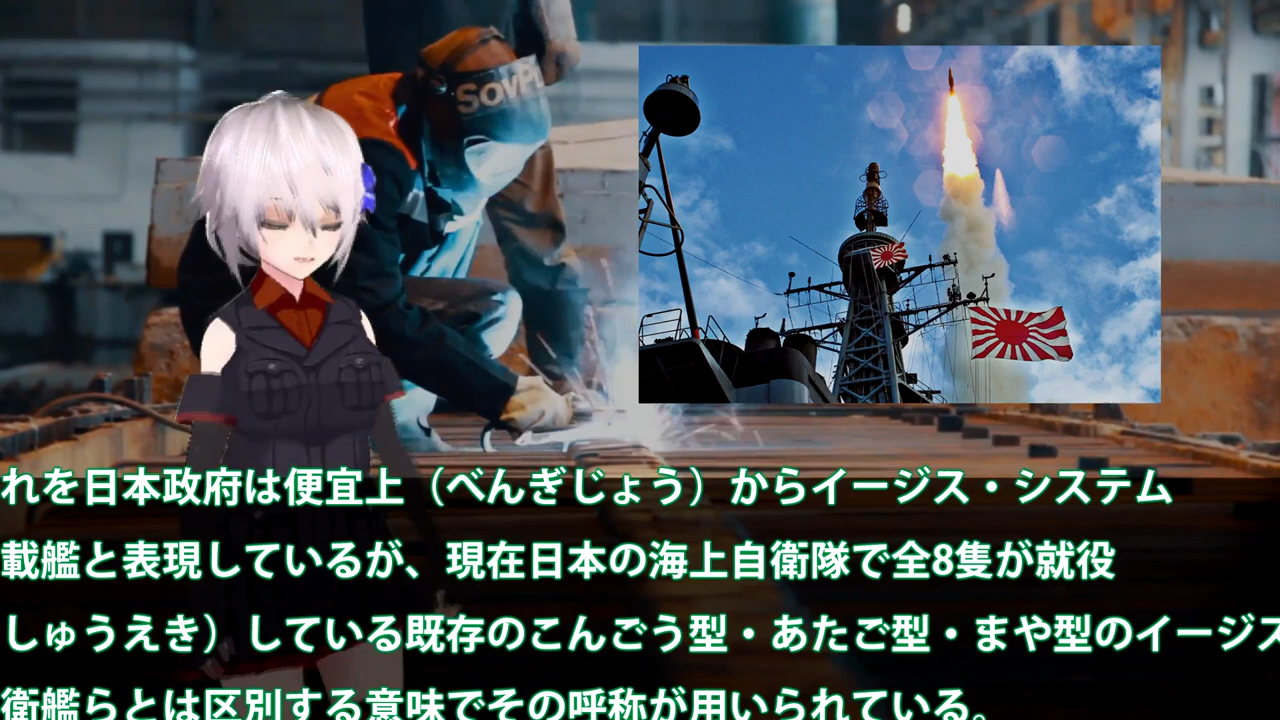 SovPl
れを日本政府は便宜上（べんぎじょう）からイージス・システム
載艦と表現しているが、現在日本の海上自衛隊で全8隻が就役
しゅうえき）している既存のこんごう型・あたご型・まや型のイージス
衛艦らとは区別する意味でその呼称が用いられている。